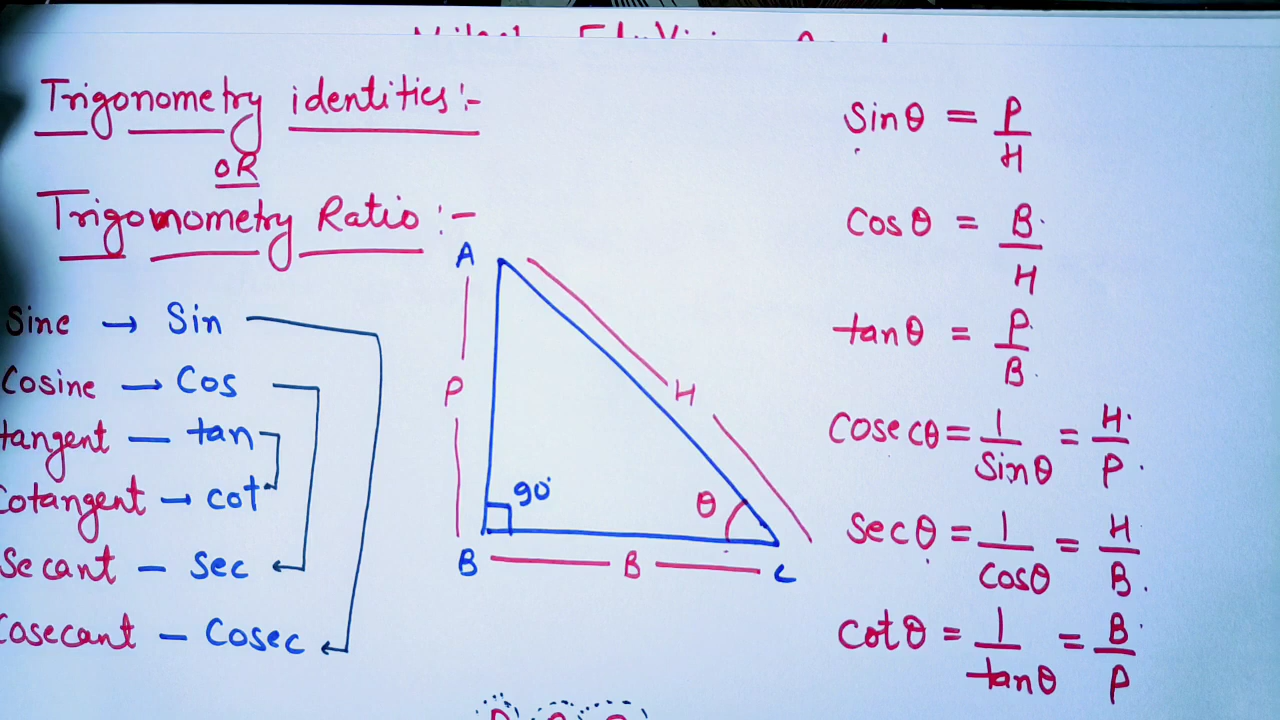 Trigonometry identities :-
OR
Trigonometry Ratio :-
Sine → Sin
Cosine → Cos
tangent — tan
Cotangent → cot
Secant — Sec
Cosecant — Cosec
A
P
H
90°
θ
B
B
C
Sinθ = P/H
Cosθ = B/H
tanθ = P/B
Cosecθ = 1/Sinθ = H/P
Secθ = 1/Cosθ = H/B
Cotθ = 1/tanθ = B/P